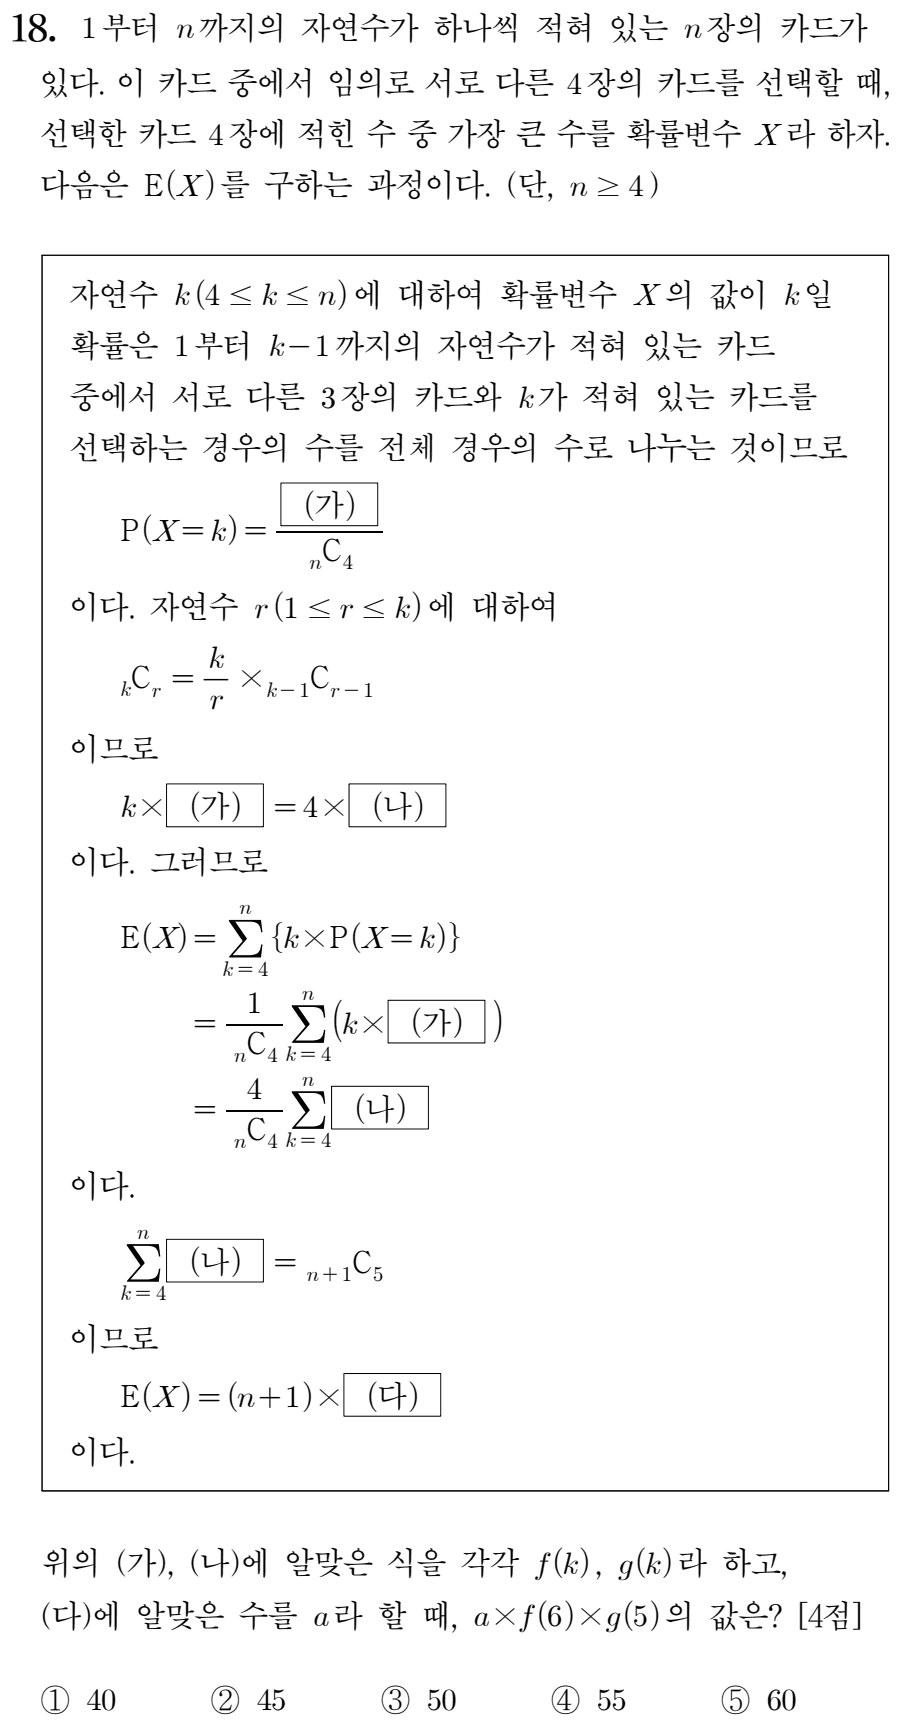 18. 1부터 n까지의 자연수가 하나씩 적혀 있는 n장의 카드가
있다. 이 카드 중에서 임의로 서로 다른 4장의 카드를 선택할 때,
선택한 카드 4장에 적힌 수 중 가장 큰 수를 확률변수 X라 하자.
다음은 E(X)를 구하는 과정이다. (단, n ≥ 4)
자연수 k(4 ≤ k ≤ n)에 대하여 확률변수 X의 값이 k일
확률은 1부터 k-1까지의 자연수가 적혀 있는 카드
중에서 서로 다른 3장의 카드와 k가 적혀 있는 카드를
선택하는 경우의 수를 전체 경우의 수로 나누는 것이므로
P(X=k) = (가) / ₙC₄
이다. 자연수 r(1 ≤ r ≤ k)에 대하여
ₖCᵣ = k/r × ₖ₋₁Cᵣ₋₁
이므로
k× (가) = 4× (나)
이다. 그러므로
E(X) = ∑_{k=4}^{n} {k×P(X=k)}
= 1/ₙC₄ ∑_{k=4}^{n} (k× (가) )
= 4/ₙC₄ ∑_{k=4}^{n} (나)
이다.
∑_{k=4}^{n} (나) = ₙ₊₁C₅
이므로
E(X) = (n+1)× (다)
이다.
위의 (가), (나)에 알맞은 식을 각각 f(k), g(k)라 하고,
(다)에 알맞은 수를 a라 할 때, a×f(6)×g(5)의 값은? [4점]
① 40 ② 45 ③ 50 ④ 55 ⑤ 60